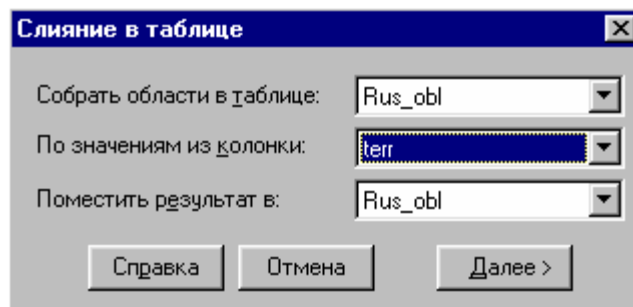 Слияние в таблице
Собрать области в таблице: Rus_obl
По значениям из колонки: terr
Поместить результат в: Rus_obl
Справка Отмена Далее >